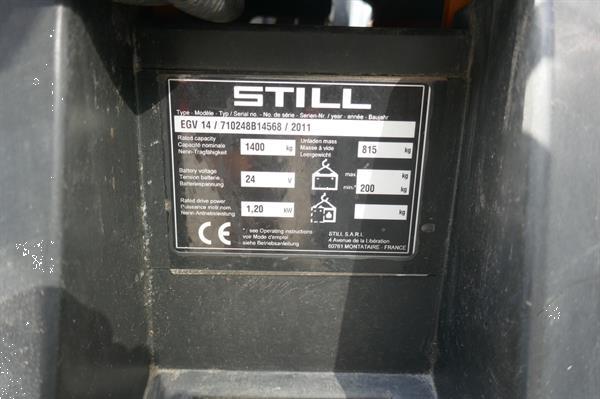 STILL
Type - Modèle - Typ / Serial no. - No. de série - Serien-Nr. / year - année - Baujahr
EGV 14 / 710248B14568 / 2011
Rated capacity
Capacité nominale
Nenn-Tragfähigkeit
1400 kg
Unladen mass
Masse à vide
Leergewicht
815 kg
Battery voltage
Tension batterie
Batteriespannung
24 V
max kg
min* 200 kg
Rated drive power
Puissance motr.nom.
Nenn-Antriebsleistung
1,20 kW
kg
CE
* see Operating instructions
voir Mode d'emploi
siehe Betriebsanleitung
STILL S.A.R.L
4 Avenue de la Libération
60761 MONTATAIRE - FRANCE